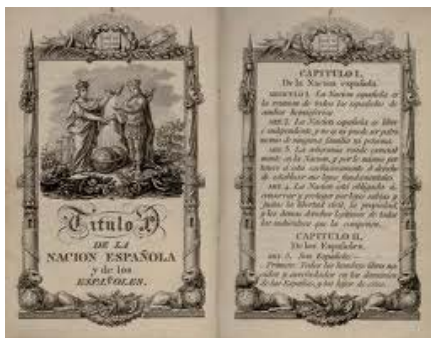 Titulo I
DE LA
NACION ESPAÑOLA
y de los
ESPAÑOLES.
CAPITULO I.
De la Nacion española.
ARTICULO 1. La Nacion española es
la reunion de todos los españoles de
ambos hemisferios.
ART. 2. La Nacion española es libre
é independiente, y no es ni puede ser patri
monio de ninguna familia ni persona.
ART. 3. La soberania reside esencial
mente en la Nacion, y por lo mismo per
tenece á esta exclusivamente el derecho
de establecer sus leyes fundamentales.
ART. 4. La Nacion está obligada á
conservar y proteger por leyes sabias y
justas la libertad civil, la propiedad,
y los demas derechos legitimos de todos
los individuos que la componen.
CAPITULO II.
De los Españoles.
ART. 5. Son Españoles:
Primero: Todos los hombres libres na
cidos y avecindados en los dominios
de las Españas, y los hijos de estos.